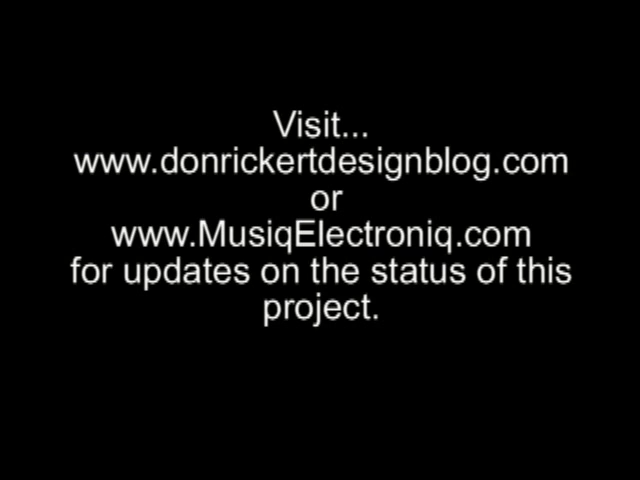 Visit...
www.donrickertdesignblog.com
or
www.MusiqElectroniq.com
for updates on the status of this
project.